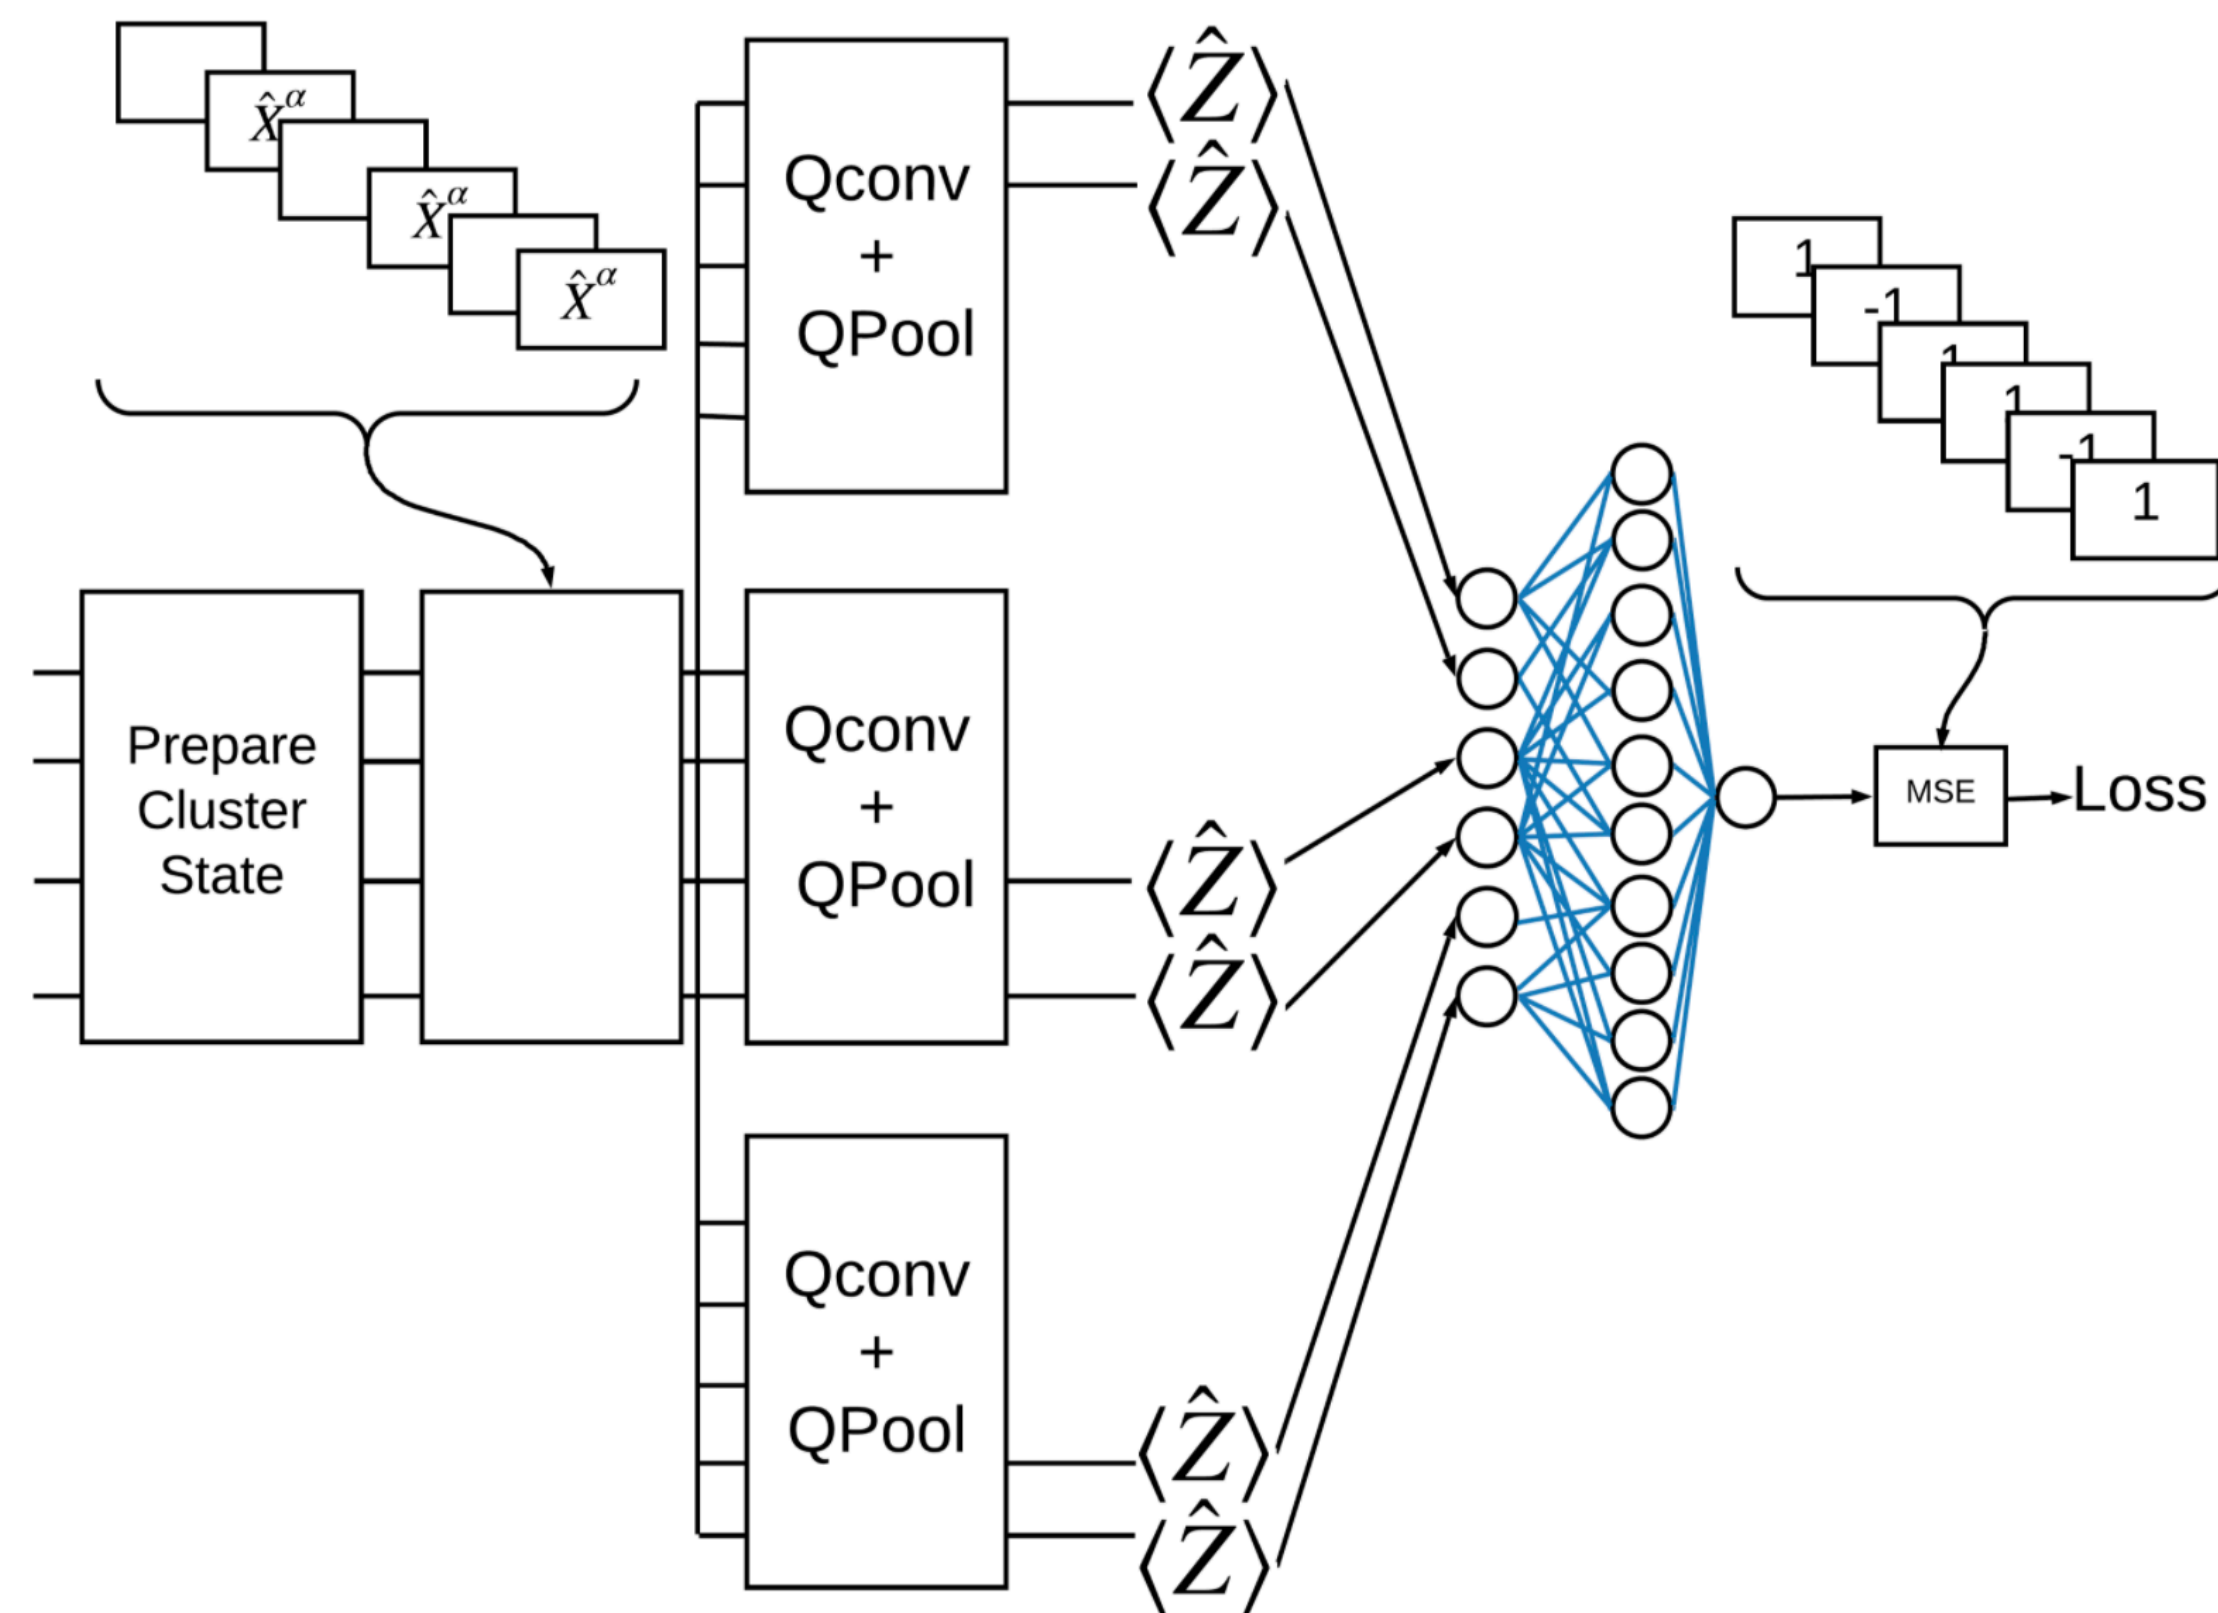 X̂^α
X̂^α
X̂^α
Qconv
+
QPool
⟨Ẑ⟩
⟨Ẑ⟩
1
-1
1
1
-1
1
Prepare
Cluster
State
Qconv
+
QPool
⟨Ẑ⟩
⟨Ẑ⟩
MSE
Loss
Qconv
+
QPool
⟨Ẑ⟩
⟨Ẑ⟩